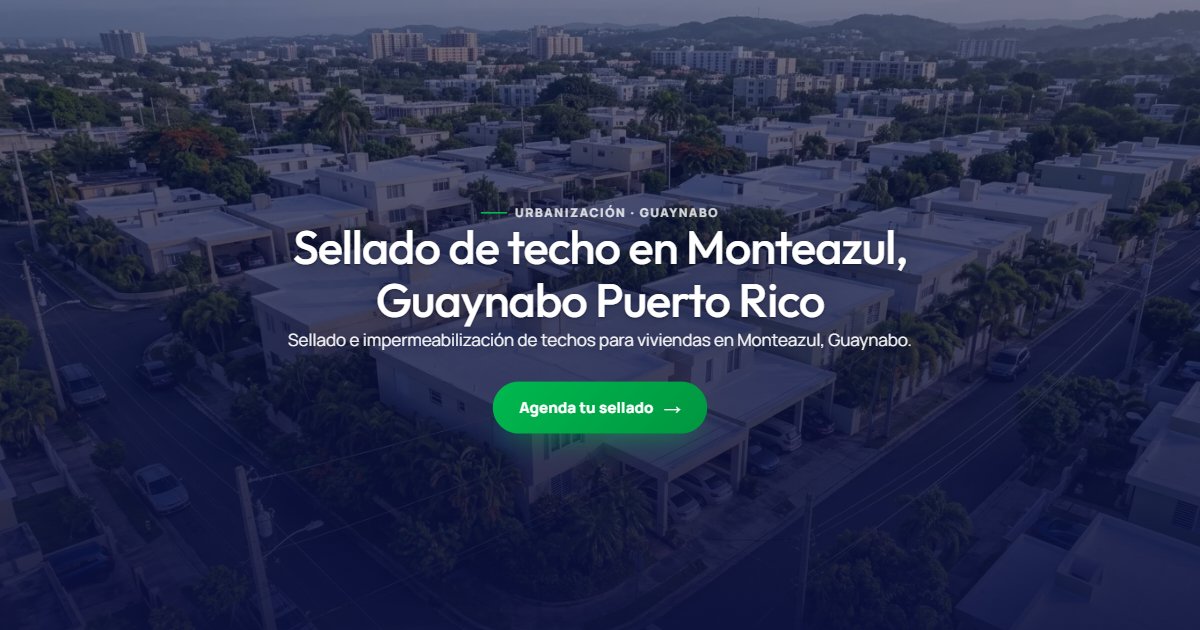 URBANIZACIÓN · GUAYNABO
Sellado de techo en Monteazul,
Guaynabo Puerto Rico
Sellado e impermeabilización de techos para viviendas en Monteazul, Guaynabo.
Agenda tu sellado →